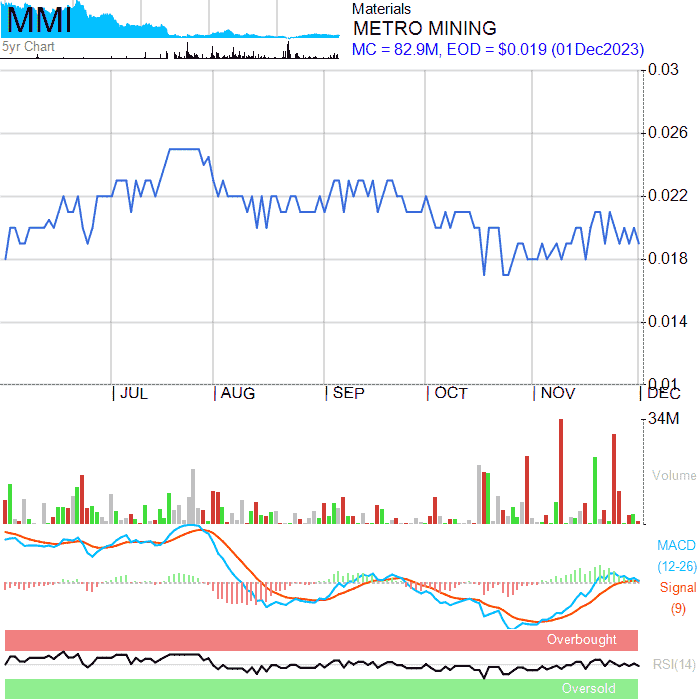 MMI
5yr Chart
Materials
METRO MINING
MC = 82.9M, EOD = $0.019 (01Dec2023)
0.03
0.026
0.022
0.018
0.014
0.01
JUL AUG SEP OCT NOV DEC
34M
Volume
MACD
(12-26)
Signal
(9)
Overbought
RSI(14)
Oversold